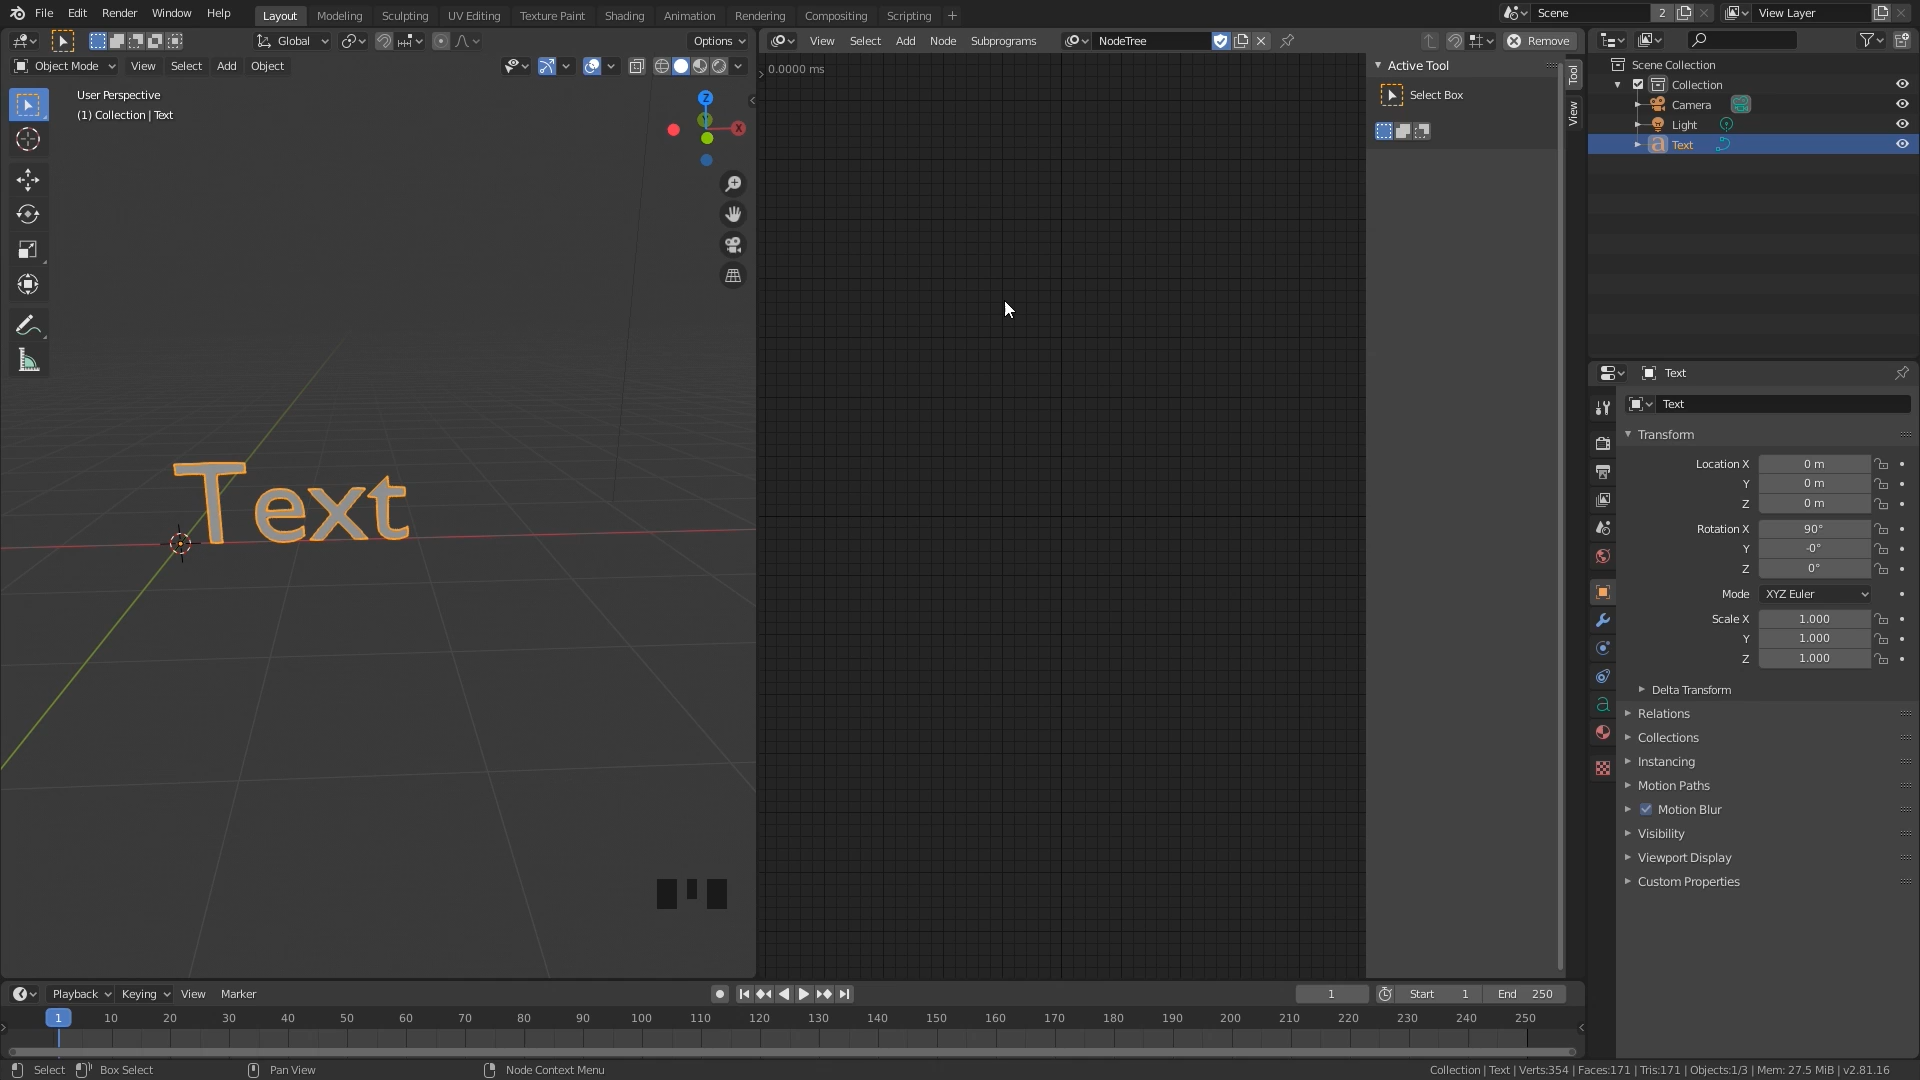 File Edit Render Window Help Layout Modeling Sculpting UV Editing Texture Paint Shading Animation Rendering Compositing Scripting + Scene 2 View Layer
Global Options View Select Add Node Subprograms NodeTree Remove
Object Mode View Select Add Object
User Perspective
(1) Collection | Text
Z
Y
X
Text
0.0000 ms
Active Tool
Select Box
Tool
View
Scene Collection
Collection
Camera
Light
a Text
Text
Text
Transform
Location X 0 m
Y 0 m
Z 0 m
Rotation X 90°
Y -0°
Z 0°
Mode XYZ Euler
Scale X 1.000
Y 1.000
Z 1.000
Delta Transform
Relations
Collections
Instancing
Motion Paths
Motion Blur
Visibility
Viewport Display
Custom Properties
Playback Keying View Marker 1 Start 1 End 250
1 10 20 30 40 50 60 70 80 90 100 110 120 130 140 150 160 170 180 190 200 210 220 230 240 250
Select Box Select Pan View Node Context Menu Collection | Text | Verts:354 | Faces:171 | Tris:171 | Objects:1/3 | Mem: 27.5 MiB | v2.81.16